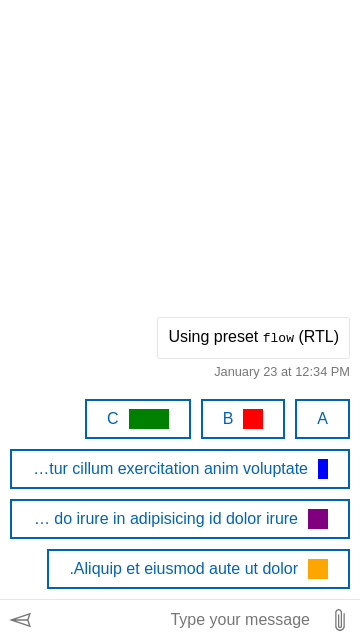 Using preset flow (RTL)
January 23 at 12:34 PM
A
B
C
…tur cillum exercitation anim voluptate
… do irure in adipisicing id dolor irure
.Aliquip et eiusmod aute ut dolor
Type your message